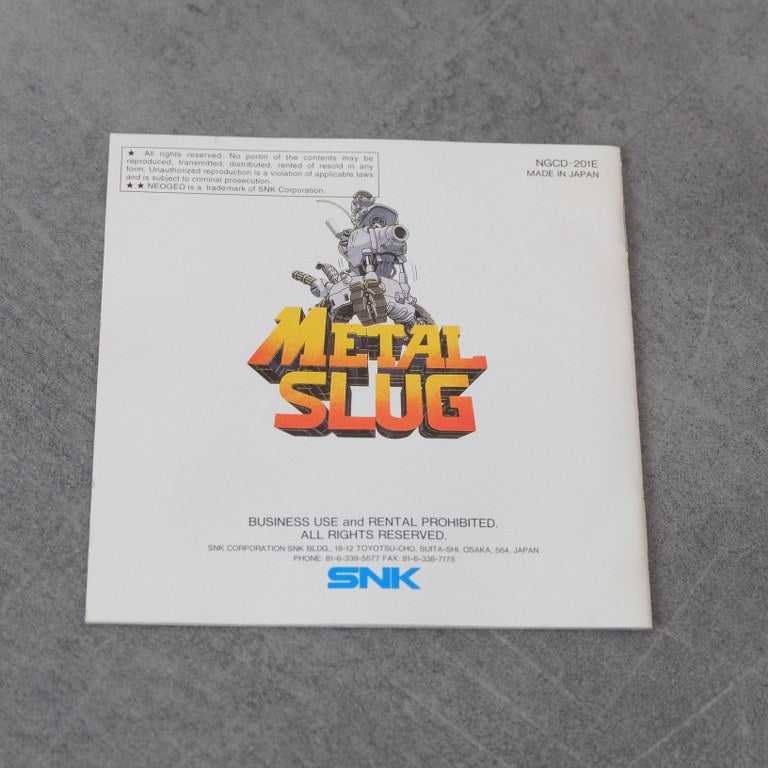 ★ All rights reserved. No portin of the contents may be
reproduced, transmitted, distributed, rented of resold in any
form. Unauthorized reproduction is a violation of applicable laws
and is subject to criminal prosecution.
★★ NEOGEO is a trademark of SNK Corporation.
NGCD-201E
MADE IN JAPAN
METAL
SLUG
BUSINESS USE and RENTAL PROHIBITED.
ALL RIGHTS RESERVED.
SNK CORPORATION SNK BLDG., 18-12 TOYOTSU-CHO, SUITA-SHI, OSAKA, 564, JAPAN
PHONE: 81-6-339-5577 FAX: 81-6-338-7175
SNK